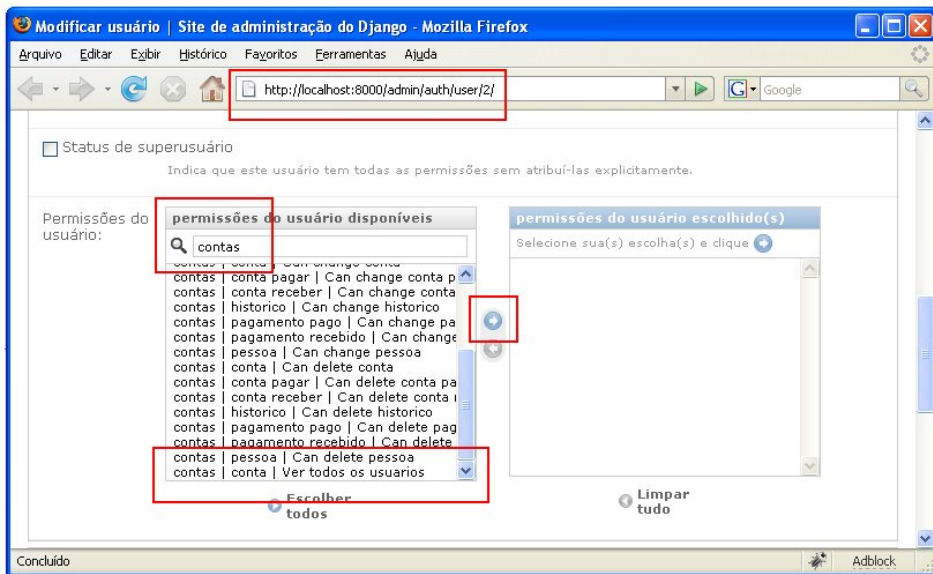 Modificar usuário | Site de administração do Django - Mozilla Firefox
Arquivo Editar Exibir Histórico Favoritos Ferramentas Ajuda
http://localhost:8000/admin/auth/user/2/ Google
Status de superusuário
Indica que este usuário tem todas as permissões sem atribuí-las explicitamente.
Permissões do usuário:
permissões do usuário disponíveis
contas
contas | conta | Can change conta
contas | conta pagar | Can change conta p
contas | conta receber | Can change conta
contas | historico | Can change historico
contas | pagamento pago | Can change pa
contas | pagamento recebido | Can change
contas | pessoa | Can change pessoa
contas | conta | Can delete conta
contas | conta pagar | Can delete conta pa
contas | conta receber | Can delete conta
contas | historico | Can delete historico
contas | pagamento pago | Can delete pag
contas | pagamento recebido | Can delete
contas | pessoa | Can delete pessoa
contas | conta | Ver todos os usuarios
Escolher
todos
permissões do usuário escolhido(s)
Selecione sua(s) escolha(s) e clique
Limpar
tudo
Concluído Adblock